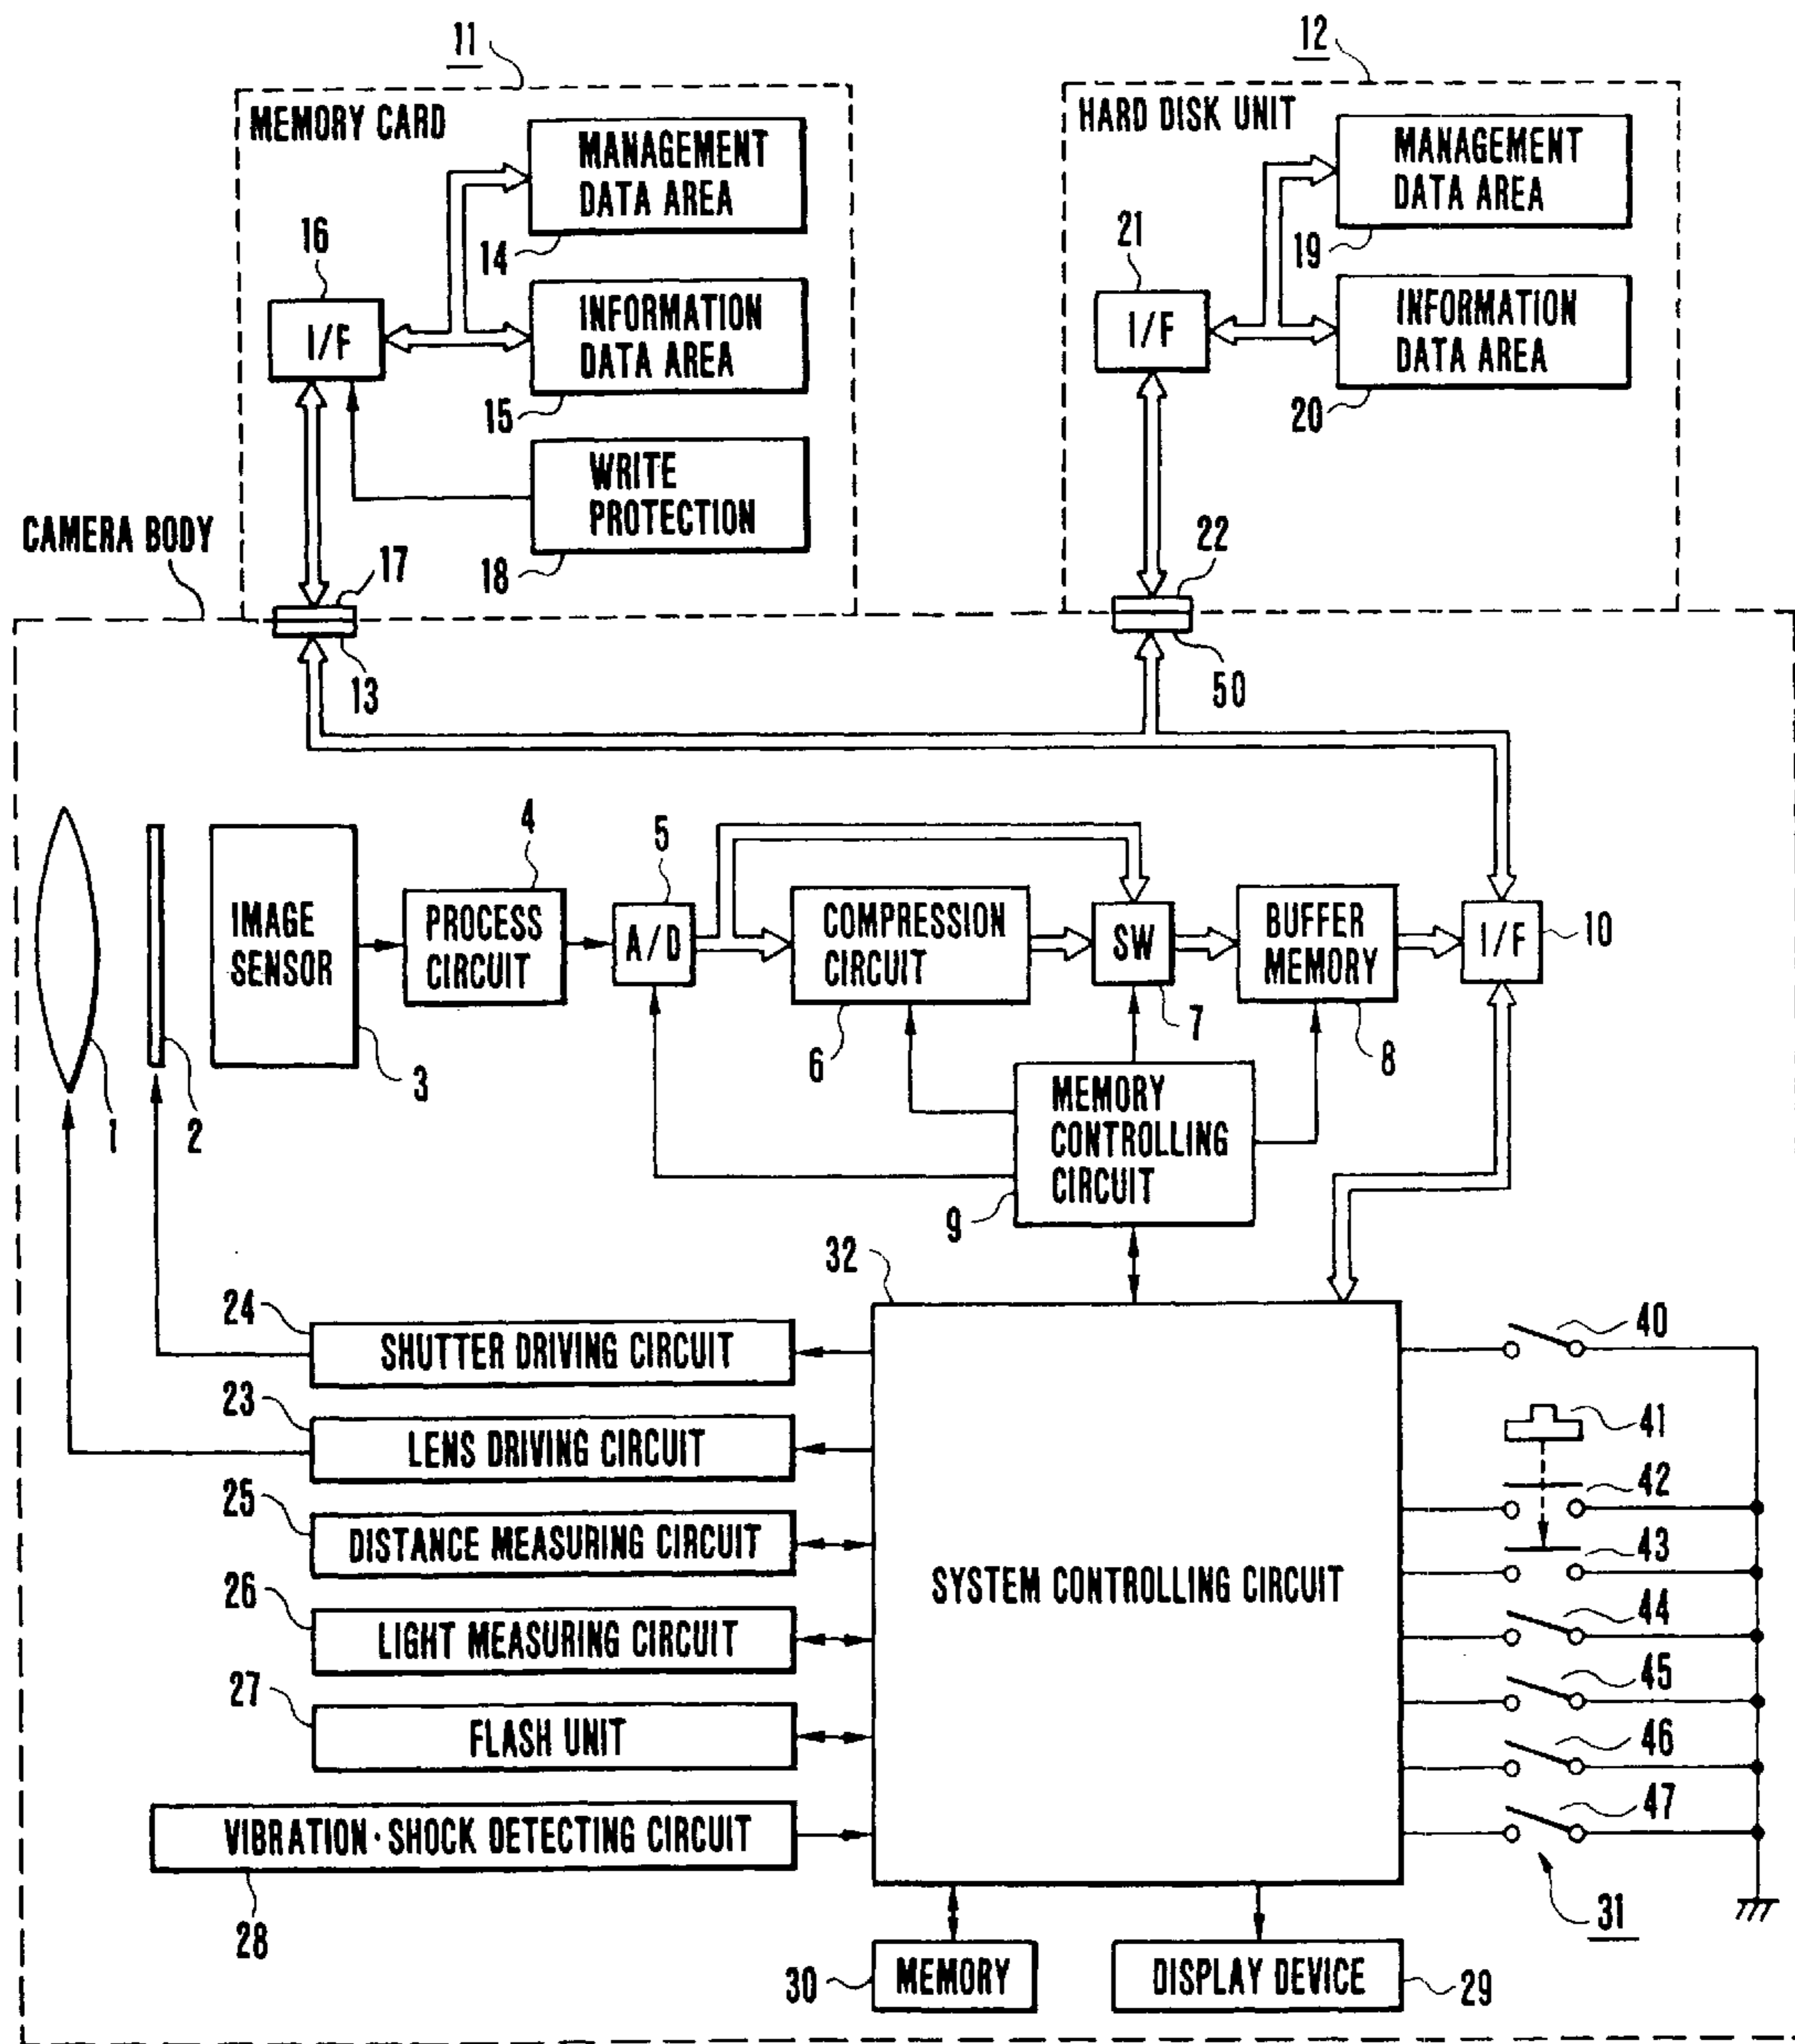 11
12
MEMORY CARD
HARD DISK UNIT
MANAGEMENT
DATA AREA
14
MANAGEMENT
DATA AREA
19
16
I/F
21
I/F
INFORMATION
DATA AREA
15
INFORMATION
DATA AREA
20
WRITE
PROTECTION
18
CAMERA BODY
17
13
22
50
1
2
IMAGE
SENSOR
3
4
PROCESS
CIRCUIT
5
A/D
COMPRESSION
CIRCUIT
6
SW
7
BUFFER
MEMORY
8
I/F
10
MEMORY
CONTROLLING
CIRCUIT
9
32
SYSTEM CONTROLLING CIRCUIT
24
SHUTTER DRIVING CIRCUIT
23
LENS DRIVING CIRCUIT
25
DISTANCE MEASURING CIRCUIT
26
LIGHT MEASURING CIRCUIT
27
FLASH UNIT
VIBRATION·SHOCK DETECTING CIRCUIT
28
40
41
42
43
44
45
46
47
31
30
MEMORY
DISPLAY DEVICE
29